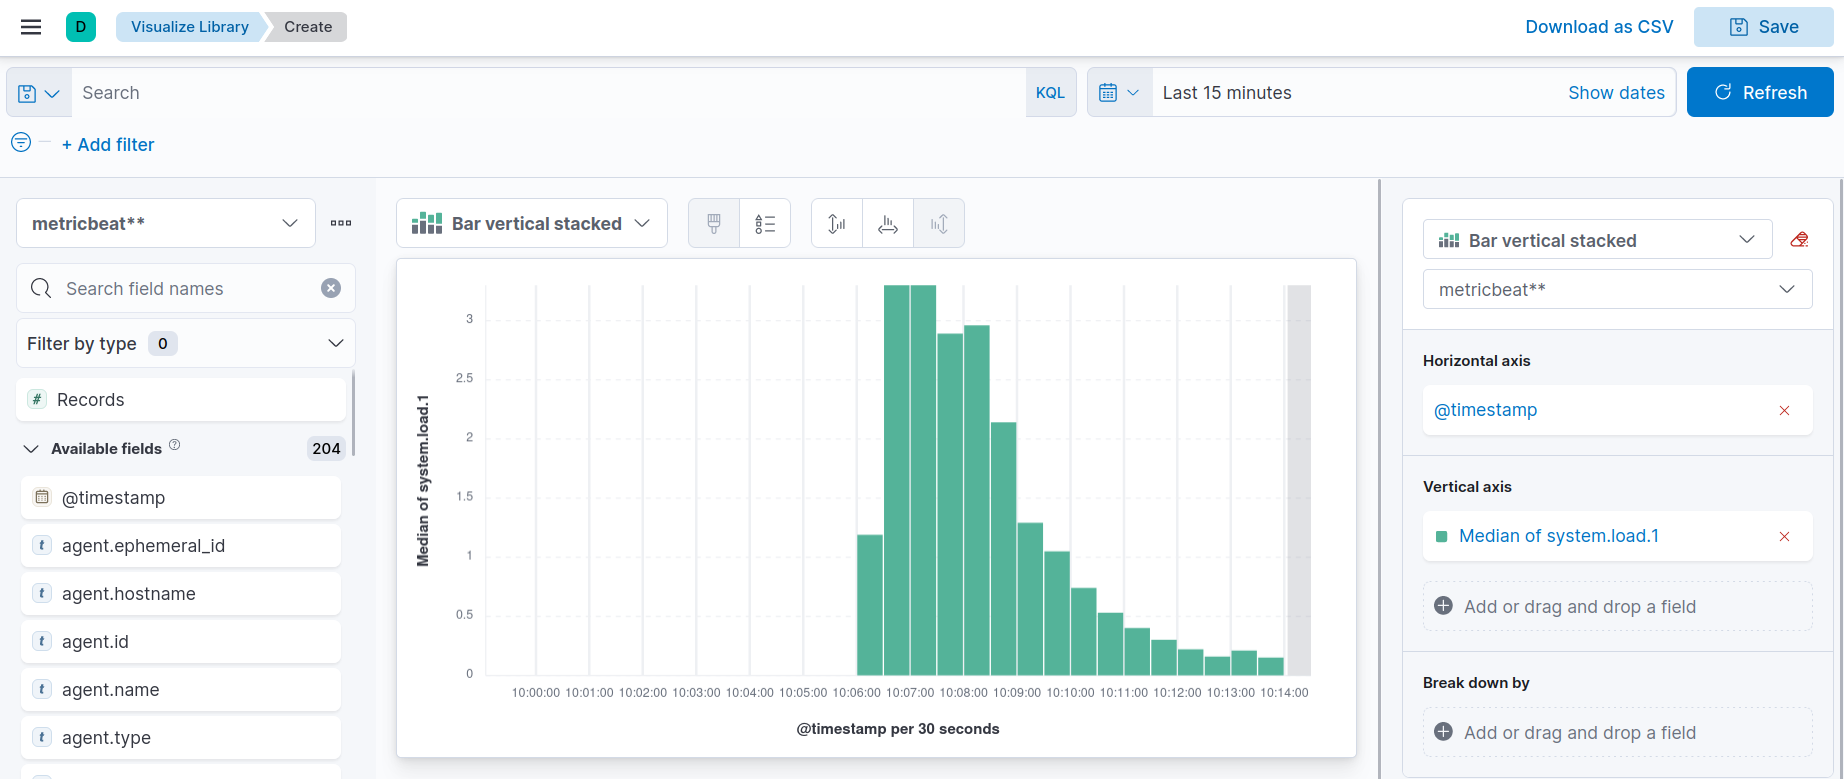 D Visualize Library Create Download as CSV Save
Search KQL Last 15 minutes Show dates Refresh
+ Add filter
metricbeat**
Search field names
Filter by type 0
# Records
Available fields ? 204
@timestamp
t agent.ephemeral_id
t agent.hostname
t agent.id
t agent.name
t agent.type
Bar vertical stacked
Median of system.load.1
3
2.5
2
1.5
1
0.5
0
10:00:00 10:01:00 10:02:00 10:03:00 10:04:00 10:05:00 10:06:00 10:07:00 10:08:00 10:09:00 10:10:00 10:11:00 10:12:00 10:13:00 10:14:00
@timestamp per 30 seconds
Bar vertical stacked
metricbeat**
Horizontal axis
@timestamp
Vertical axis
Median of system.load.1
Add or drag and drop a field
Break down by
Add or drag and drop a field